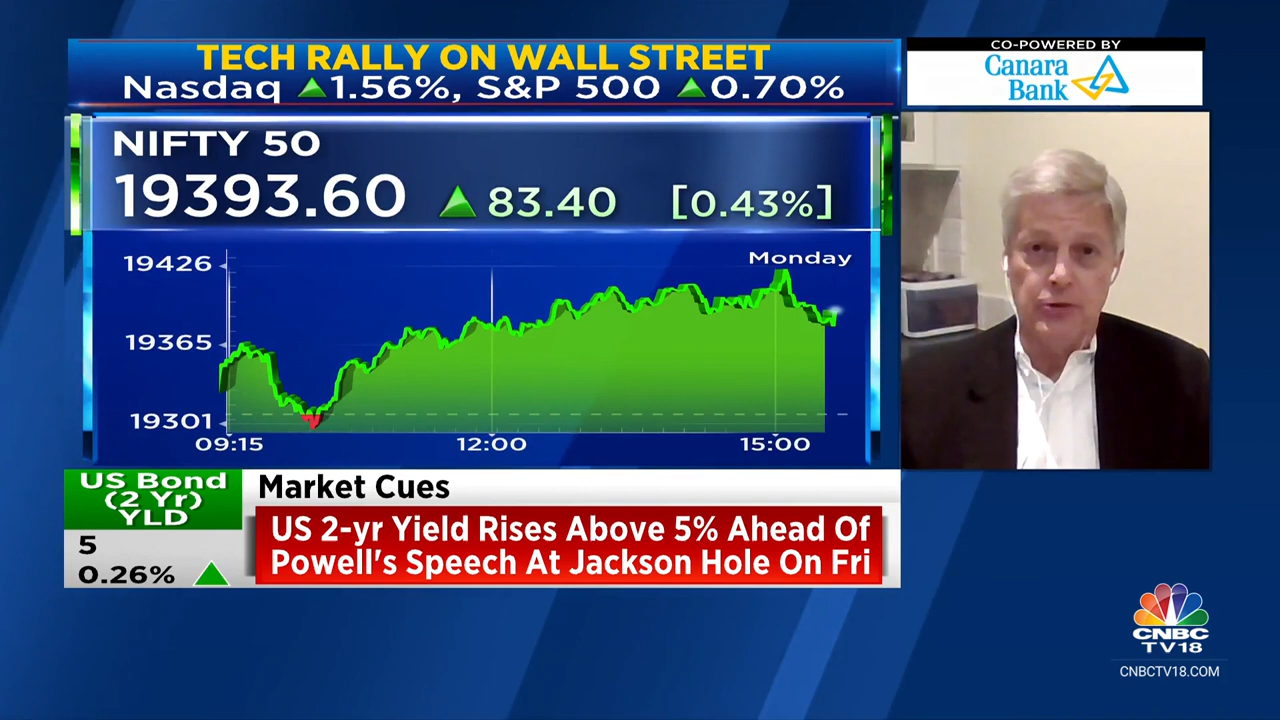 TECH RALLY ON WALL STREET
Nasdaq ▲1.56%, S&P 500 ▲0.70%
CO-POWERED BY
Canara
Bank
NIFTY 50
19393.60 ▲ 83.40 [0.43%]
Monday
19426
19365
19301
09:15 12:00 15:00
US Bond
(2 Yr)
YLD
5
0.26% ▲
Market Cues
US 2-yr Yield Rises Above 5% Ahead Of
Powell's Speech At Jackson Hole On Fri
CNBC
TV18
CNBCTV18.COM